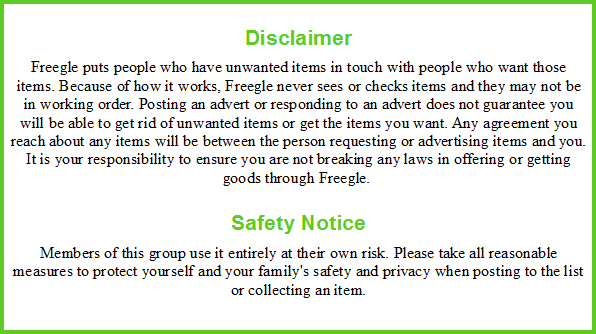 Disclaimer
Freegle puts people who have unwanted items in touch with people who want those
items. Because of how it works, Freegle never sees or checks items and they may not be
in working order. Posting an advert or responding to an advert does not guarantee you
will be able to get rid of unwanted items or get the items you want. Any agreement you
reach about any items will be between the person requesting or advertising items and you.
It is your responsibility to ensure you are not breaking any laws in offering or getting
goods through Freegle.
Safety Notice
Members of this group use it entirely at their own risk. Please take all reasonable
measures to protect yourself and your family's safety and privacy when posting to the list
or collecting an item.